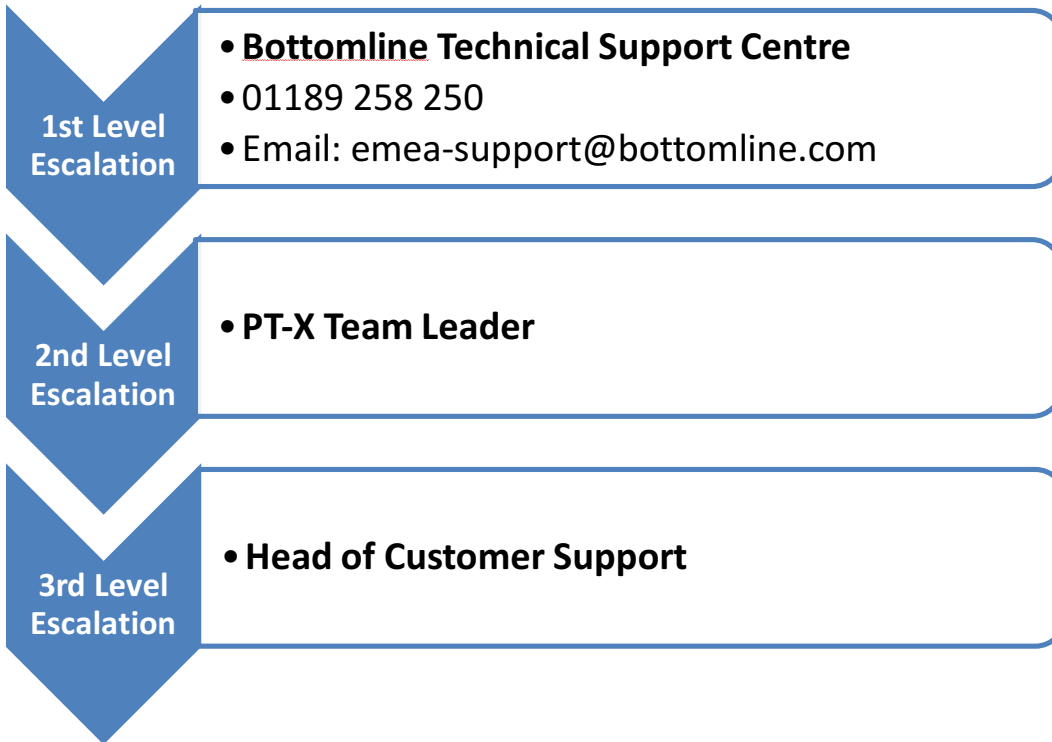 1st Level
Escalation
• Bottomline Technical Support Centre
• 01189 258 250
• Email: emea-support@bottomline.com
2nd Level
Escalation
• PT-X Team Leader
3rd Level
Escalation
• Head of Customer Support